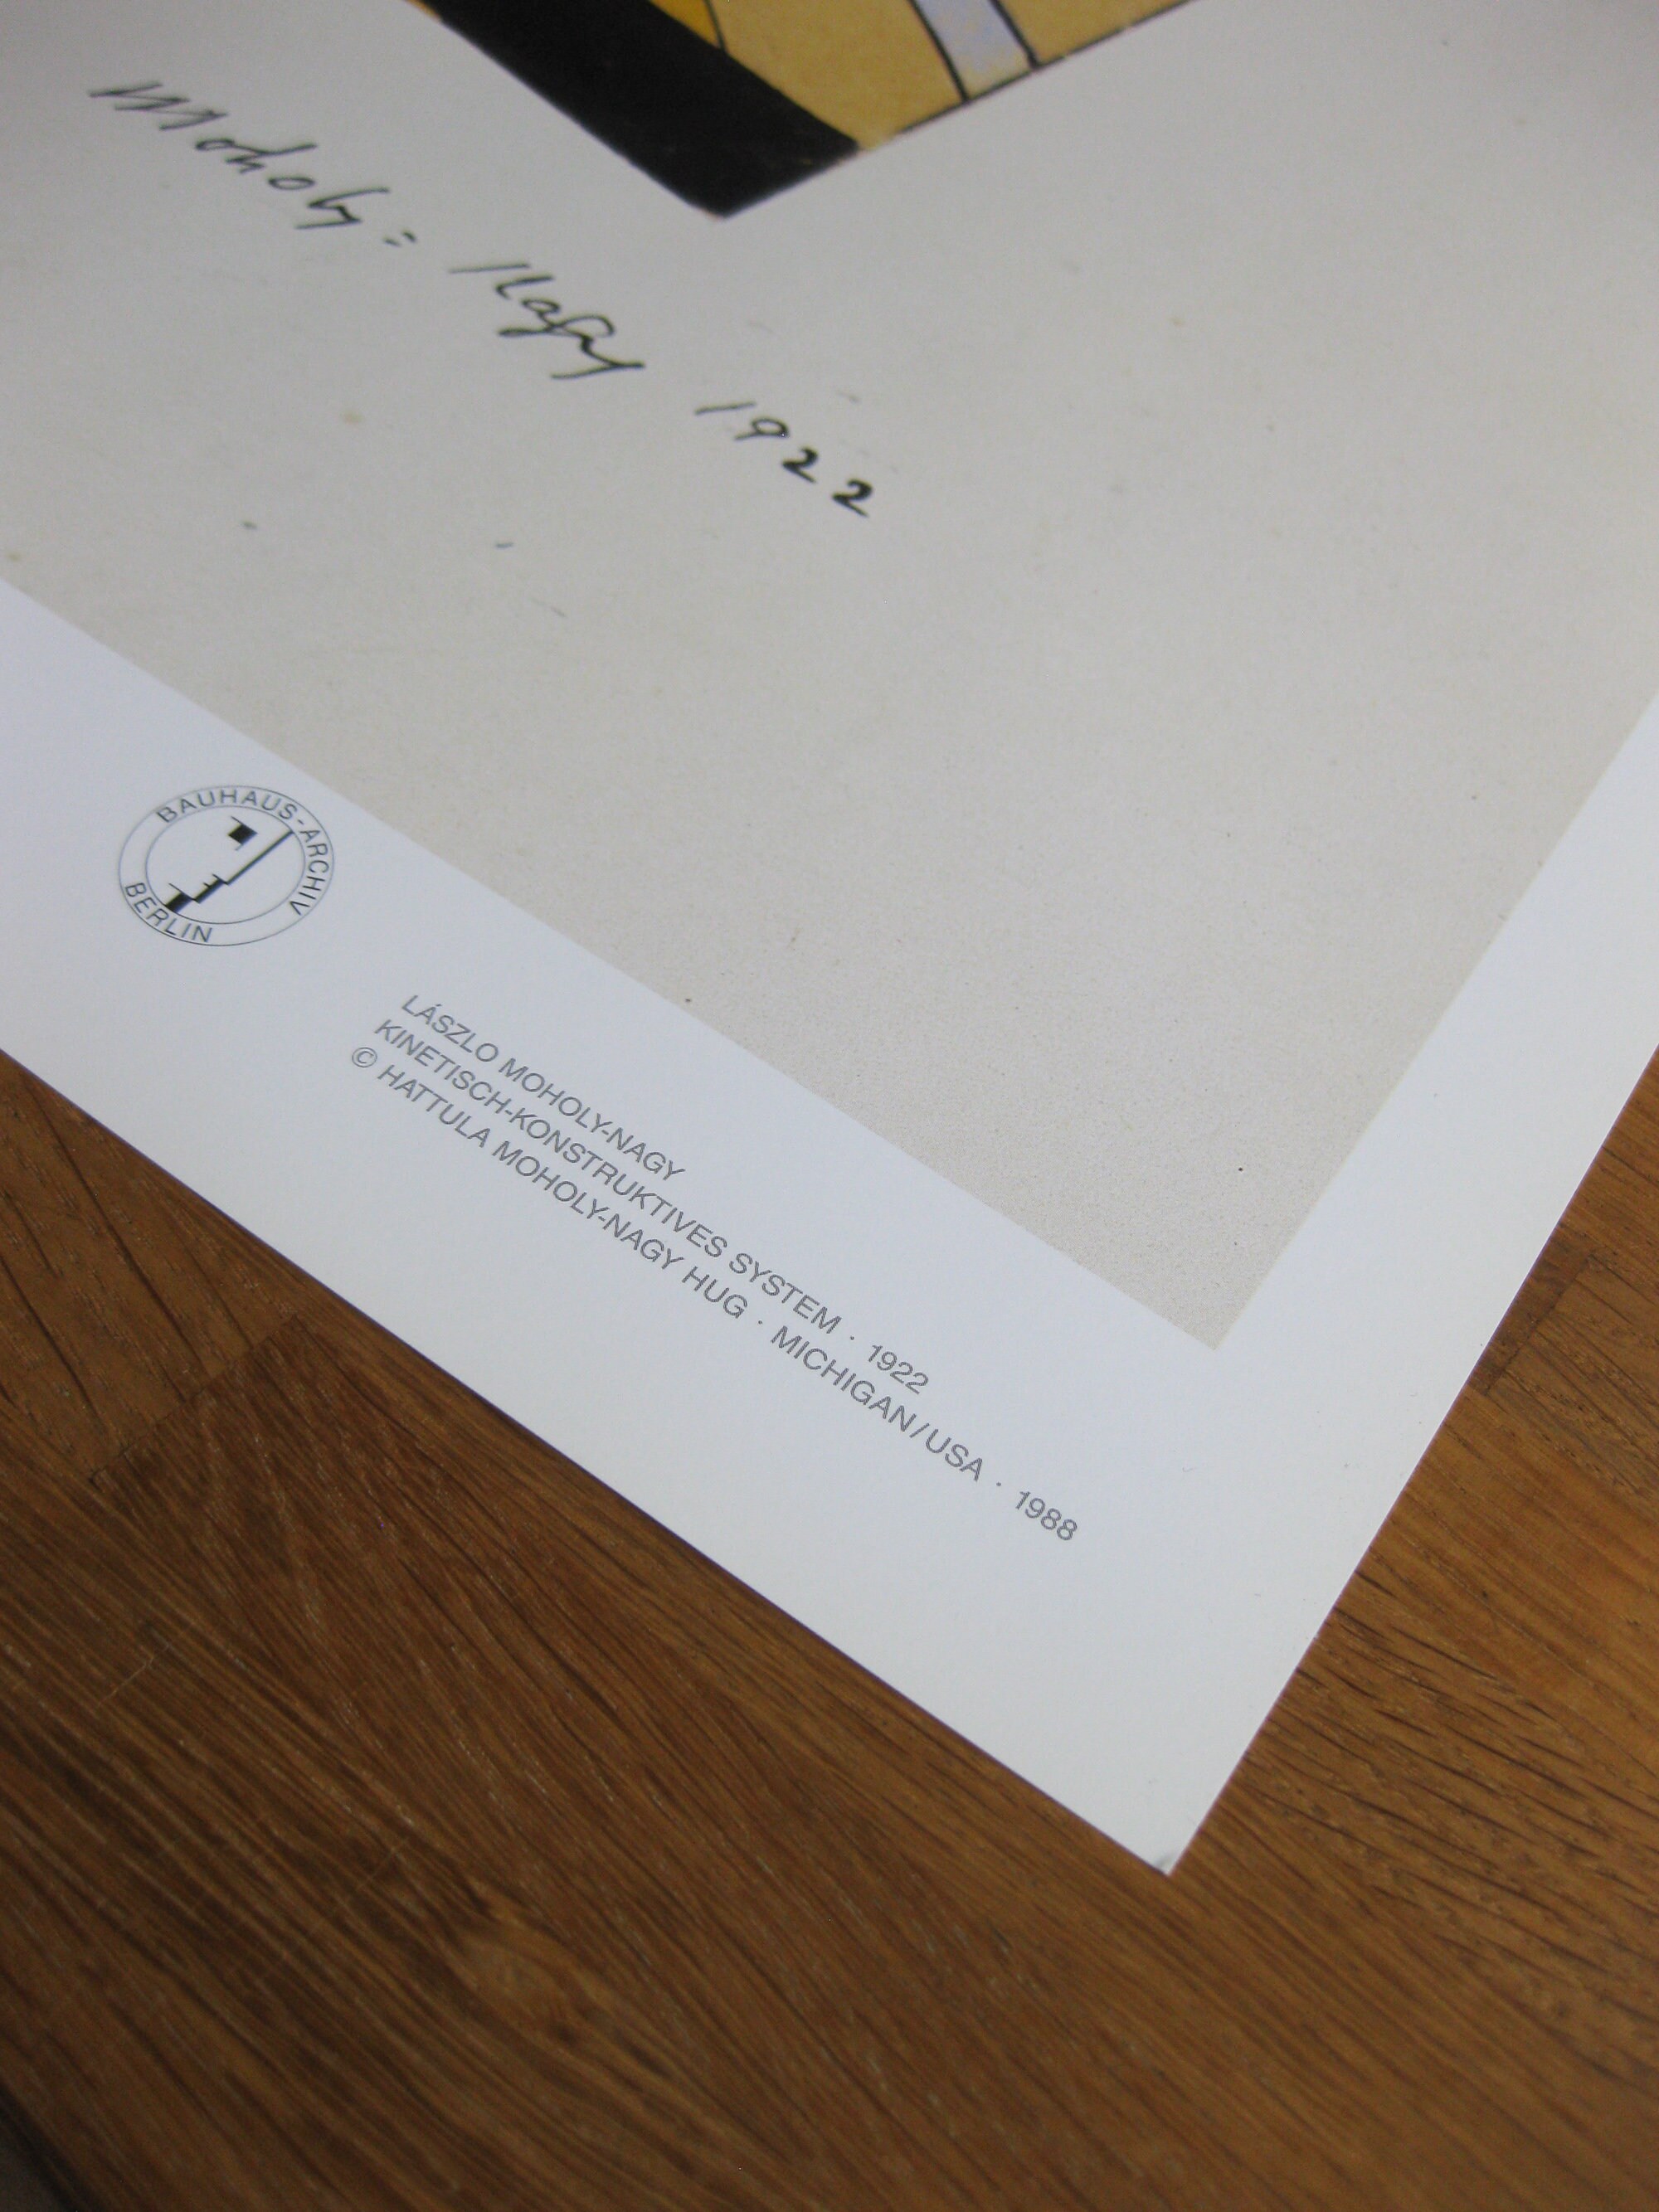 Moholy=Nagy 1922
BAUHAUS-ARCHIV
BERLIN
LÁSZLO MOHOLY-NAGY
KINETISCH-KONSTRUKTIVES SYSTEM · 1922
© HATTULA MOHOLY-NAGY HUG · MICHIGAN/USA · 1988